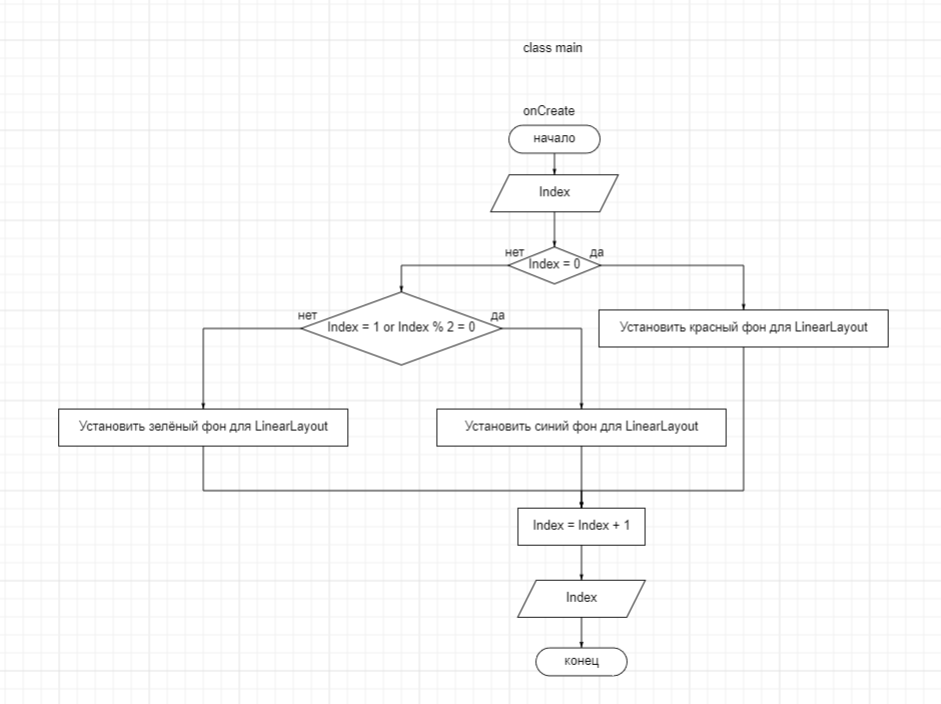 class main
onCreate
начало
Index
нет
да
Index = 0
нет
да
Index = 1 or Index % 2 = 0
Установить красный фон для LinearLayout
Установить зелёный фон для LinearLayout
Установить синий фон для LinearLayout
Index = Index + 1
Index
конец